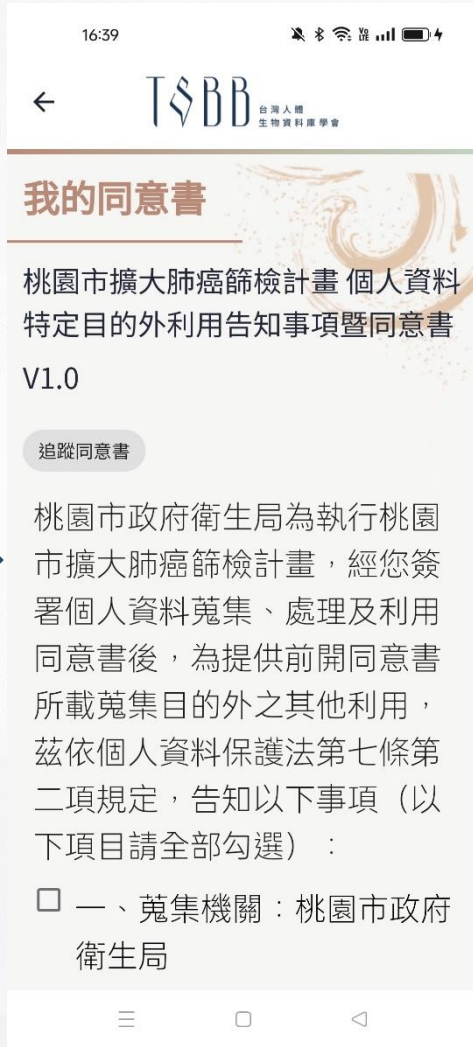 16:39
TSBB 台灣人體
生物資料庫學會
我的同意書
桃園市擴大肺癌篩檢計畫 個人資料
特定目的外利用告知事項暨同意書
V1.0
追蹤同意書
桃園市政府衛生局為執行桃園
市擴大肺癌篩檢計畫，經您簽
署個人資料蒐集、處理及利用
同意書後，為提供前開同意書
所載蒐集目的外之其他利用，
茲依個人資料保護法第七條第
二項規定，告知以下事項（以
下項目請全部勾選）：
一、蒐集機關：桃園市政府
衛生局